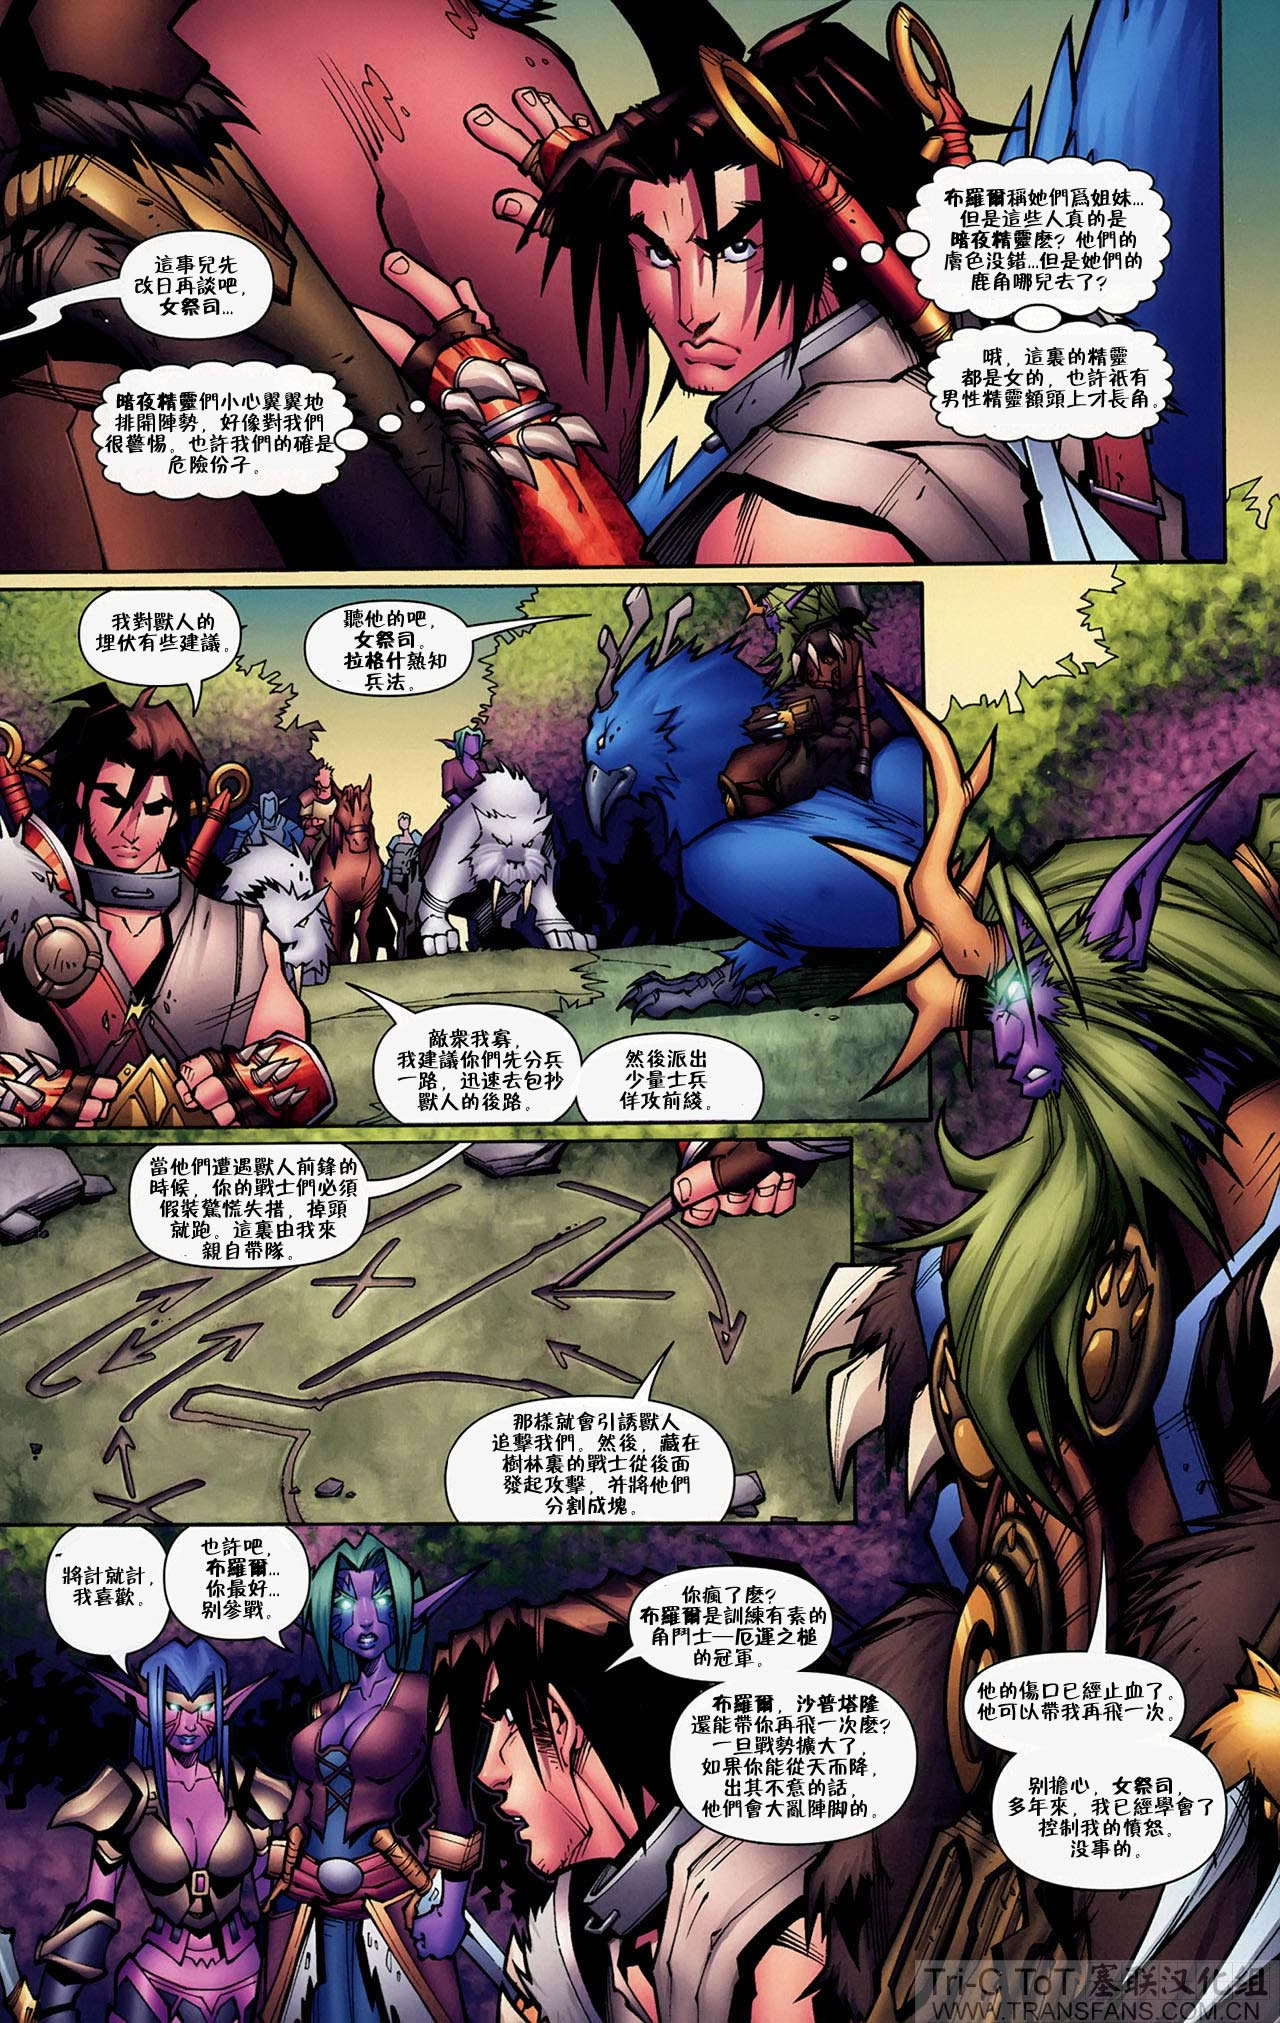 這事兒先
改日再談吧，
女祭司...
暗夜精靈們小心翼翼地
排開陣勢，好像對我們
很警惕。也許我們的確是
危險份子。
布羅爾稱她們爲姐妹...
但是這些人真的是
暗夜精靈麽？他們的
膚色没錯...但是她們的
鹿角哪兒去了？
哦，這裏的精靈
都是女的，也許衹有
男性精靈額頭上才長角。
我對獸人的
埋伏有些建議。
聽他的吧，
女祭司。
拉格什熟知
兵法。
敵衆我寡，
我建議你們先分兵
一路，迅速去包抄
獸人的後路。
然後派出
少量士兵
佯攻前綫。
當他們遭遇獸人前鋒的
時候，你的戰士們必須
假裝驚慌失措，掉頭
就跑。這裏由我來
親自帶隊。
那樣就會引誘獸人
追擊我們。然後，藏在
樹林裏的戰士從後面
發起攻擊，并將他們
分割成塊。
將計就計，
我喜歡。
也許吧，
布羅爾...
你最好...
别參戰。
你瘋了麽？
布羅爾是訓練有素的
角鬥士—厄運之槌
的冠軍。
布羅爾，沙普塔隆
還能帶你再飛一次麽？
一旦戰勢擴大了，
如果你能從天而降，
出其不意的話，
他們會大亂陣脚的。
他的傷口已經止血了。
他可以帶我再飛一次。
别擔心，女祭司，
多年來，我已經學會了
控制我的憤怒。
没事的。
Tri-C ToT 塞联汉化组
WWW.TRANSFANS.COM.CN